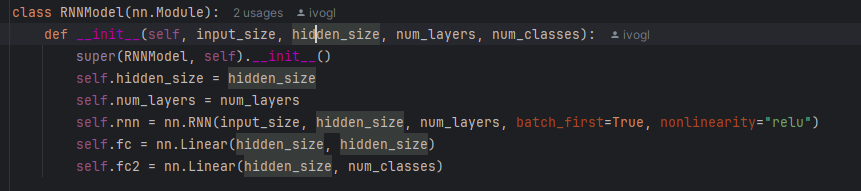 class RNNModel(nn.Module): 2 usages ivogl
def __init__(self, input_size, hidden_size, num_layers, num_classes): ivogl
super(RNNModel, self).__init__()
self.hidden_size = hidden_size
self.num_layers = num_layers
self.rnn = nn.RNN(input_size, hidden_size, num_layers, batch_first=True, nonlinearity="relu")
self.fc = nn.Linear(hidden_size, hidden_size)
self.fc2 = nn.Linear(hidden_size, num_classes)